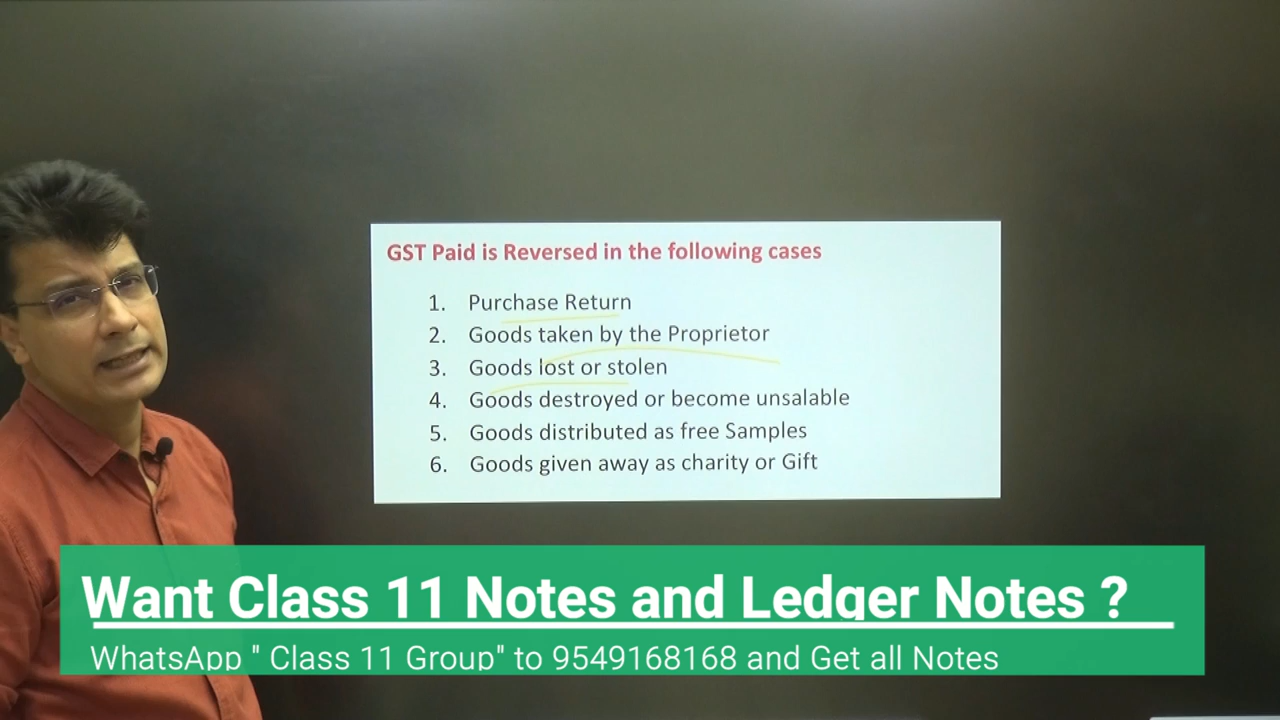 GST Paid is Reversed in the following cases
1. Purchase Return
2. Goods taken by the Proprietor
3. Goods lost or stolen
4. Goods destroyed or become unsalable
5. Goods distributed as free Samples
6. Goods given away as charity or Gift
Want Class 11 Notes and Ledger Notes ?
WhatsApp " Class 11 Group" to 9549168168 and Get all Notes